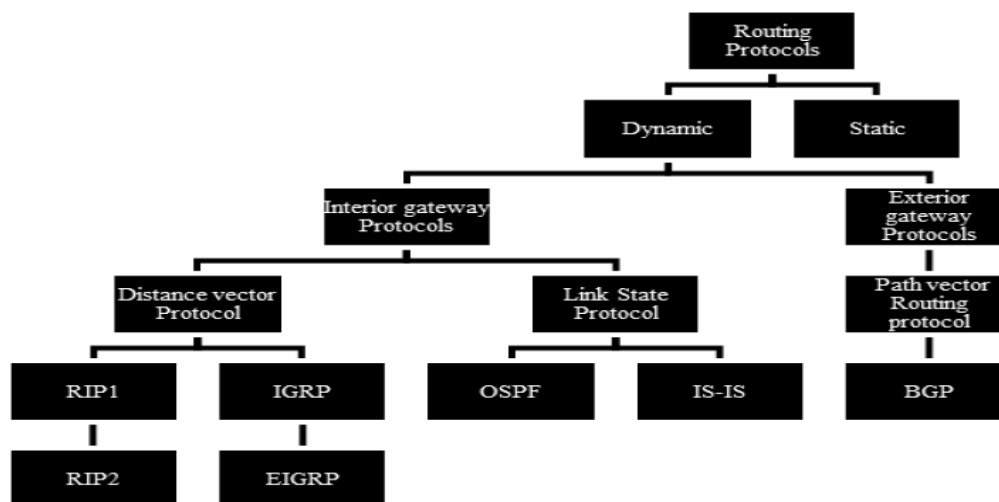 Routing
Protocols
Dynamic
Static
Interior gateway
Protocols
Exterior
gateway
Protocols
Distance vector
Protocol
Link State
Protocol
Path vector
Routing
protocol
RIP1
IGRP
OSPF
IS-IS
BGP
RIP2
EIGRP